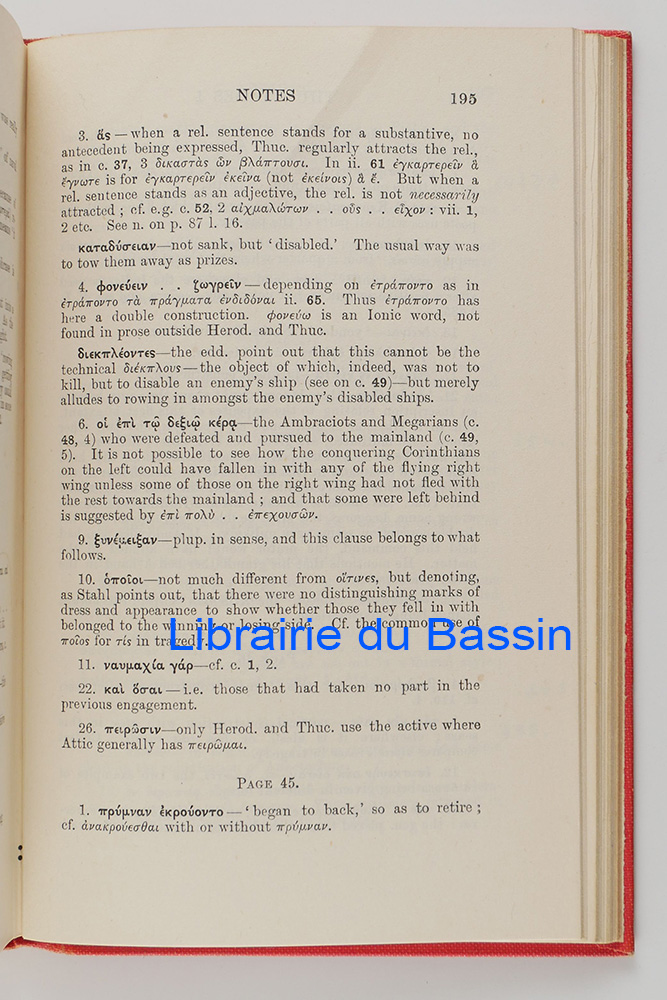 NOTES 195
3. ἅς — when a rel. sentence stands for a substantive, no
antecedent being expressed, Thuc. regularly attracts the rel.,
as in c. 37, 3 δικαστὰς ὧν βλάπτουσι. In ii. 61 ἐγκαρτερεῖν ἃ
ἔγνωτε is for ἐγκαρτερεῖν ἐκεῖνα (not ἐκείνοις) ἃ ἔ. But when a
rel. sentence stands as an adjective, the rel. is not necessarily
attracted ; cf. e.g. c. 52, 2 αἰχμαλώτων . . οὓς . . εἶχον : vii. 1,
2 etc. See n. on p. 87 l. 16.
καταδύσειαν—not sank, but ‘disabled.’ The usual way was
to tow them away as prizes.
4. φονεύειν . . ζωγρεῖν — depending on ἐτράποντο as in
ἐτράποντο τὰ πράγματα ἐνδιδόναι ii. 65. Thus ἐτράποντο has
here a double construction. φονεύω is an Ionic word, not
found in prose outside Herod. and Thuc.
διεκπλέοντες—the edd. point out that this cannot be the
technical διέκπλους — the object of which, indeed, was not to
kill, but to disable an enemy's ship (see on c. 49)—but merely
alludes to rowing in amongst the enemy's disabled ships.
6. οἱ ἐπὶ τῷ δεξιῷ κέρᾳ—the Ambraciots and Megarians (c.
48, 4) who were defeated and pursued to the mainland (c. 49,
5). It is not possible to see how the conquering Corinthians
on the left could have fallen in with any of the flying right
wing unless some of those on the right wing had not fled with
the rest towards the mainland ; and that some were left behind
is suggested by ἐπὶ πολὺ . . ἐπεχουσῶν.
9. ξυνέμειξαν—plup. in sense, and this clause belongs to what
follows.
10. ὁποῖοι—not much different from οἵτινες, but denoting,
as Stahl points out, that there were no distinguishing marks of
dress and appearance to show whether those they fell in with
belonged to the winning or losing side. Cf. the common use of
ποῖος for τίς in tragedy.
Librairie du Bassin
11. ναυμαχία γάρ—cf. c. 1, 2.
22. καὶ ὅσαι — i.e. those that had taken no part in the
previous engagement.
26. πειρῶσιν—only Herod. and Thuc. use the active where
Attic generally has πειρῶμαι.
PAGE 45.
1. πρύμναν ἐκρούοντο — ‘began to back,’ so as to retire ;
cf. ἀνακρούεσθαι with or without πρύμναν.